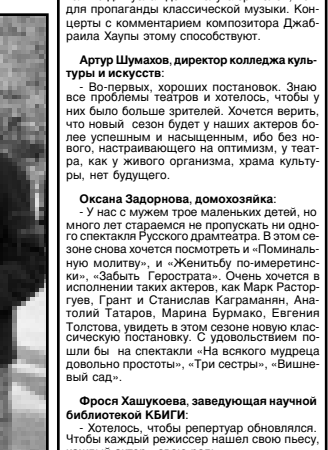 для пропаганды классической музыки. Кон-
церты с комментарием композитора Джаб-
раила Хаупы этому способствуют.
Артур Шумахов, директор колледжа куль-
туры и искусств:
- Во-первых, хороших постановок. Знаю
все проблемы театров и хотелось, чтобы у
них было больше зрителей. Хочется верить,
что новый сезон будет у наших актеров бо-
лее успешным и насыщенным, ибо без но-
вого, настраивающего на оптимизм, у теат-
ра, как у живого организма, храма культу-
ры, нет будущего.
Оксана Задорнова, домохозяйка:
- У нас с мужем трое маленьких детей, но
много лет стараемся не пропускать ни одно-
го спектакля Русского драмтеатра. В этом се-
зоне снова хочется посмотреть и «Поминаль-
ную молитву», и «Женитьбу по-имеретинс-
ки», «Забыть Герострата». Очень хочется в
исполнении таких актеров, как Марк Растор-
гуев, Грант и Станислав Каграманян, Ана-
толий Татаров, Марина Бурмако, Евгения
Толстова, увидеть в этом сезоне новую клас-
сическую постановку. С удовольствием по-
шли бы на спектакли «На всякого мудреца
довольно простоты», «Три сестры», «Вишне-
вый сад».
Фрося Хашукоева, заведующая научной
библиотекой КБИГИ:
- Хотелось, чтобы репертуар обновлялся.
Чтобы каждый режиссер нашел свою пьесу,